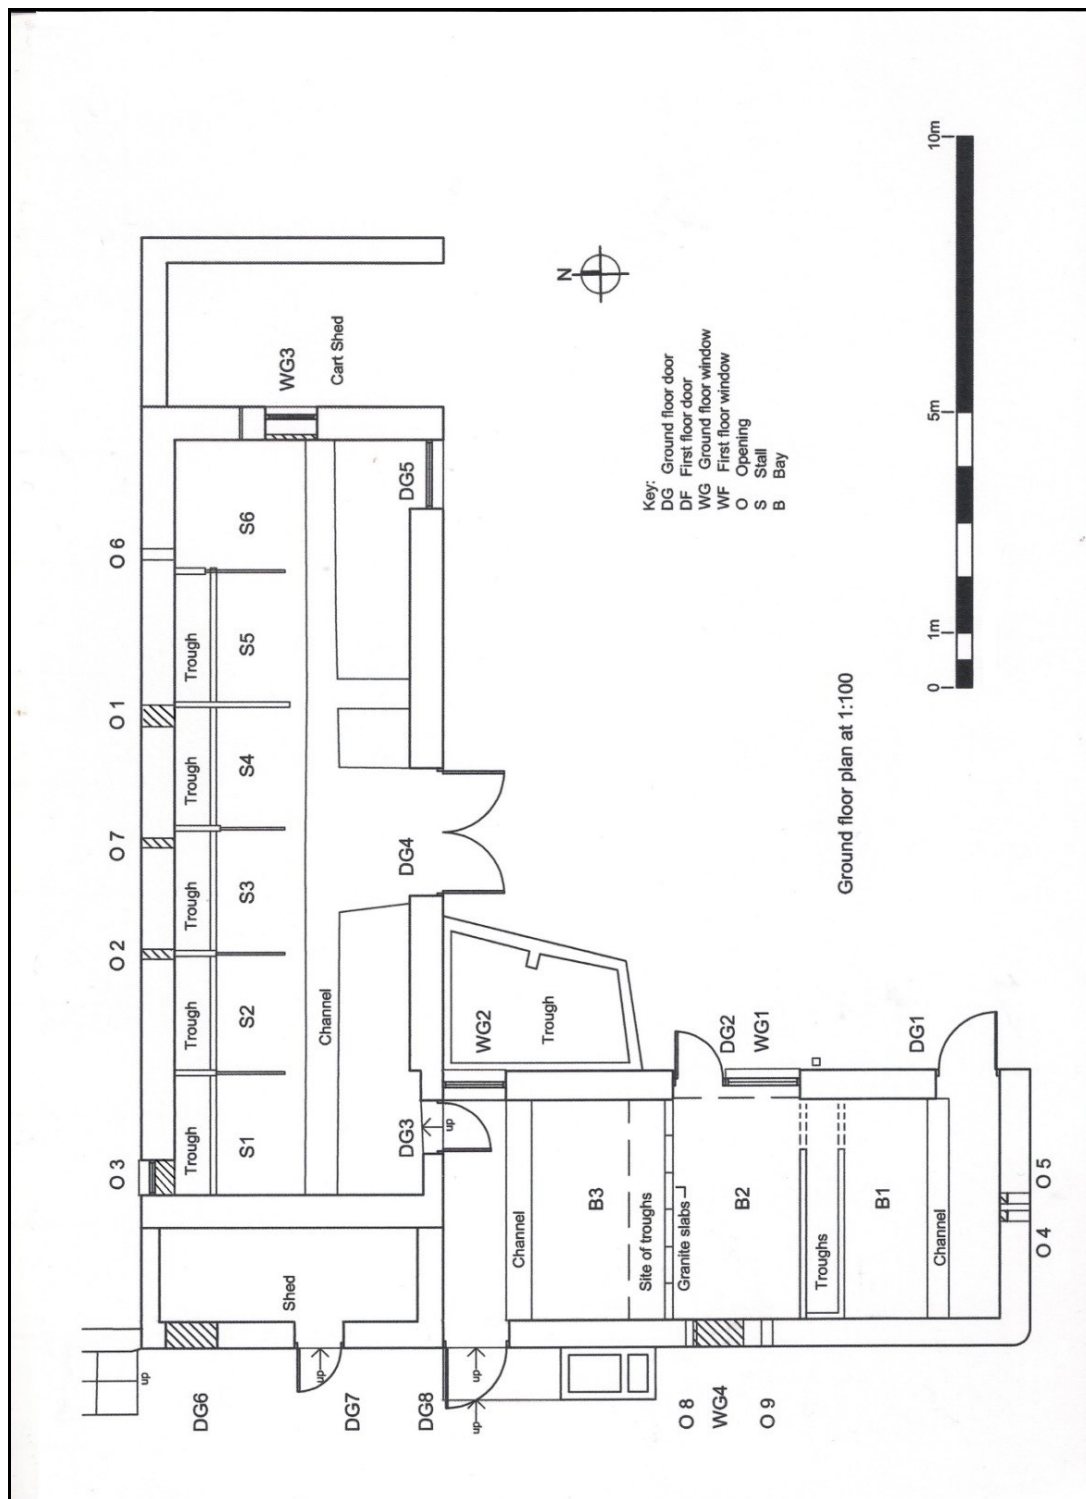 O 3
O 2
O 7
O 1
O 6
Trough
Trough
Trough
Trough
Trough
S1
S2
S3
S4
S5
S6
WG3
Cart Shed
Channel
DG3
DG4
DG5
up
Shed
up
DG6
DG7
DG8
up
up
up
WG2
Trough
N
Channel
B3
Site of troughs
Granite slabs
B2
Troughs
B1
Channel
DG2
WG1
DG1
O 8
WG4
O 9
O 4
O 5
Key:
DG Ground floor door
DF First floor door
WG Ground floor window
WF First floor window
O Opening
S Stall
B Bay
Ground floor plan at 1:100
0
1m
5m
10m